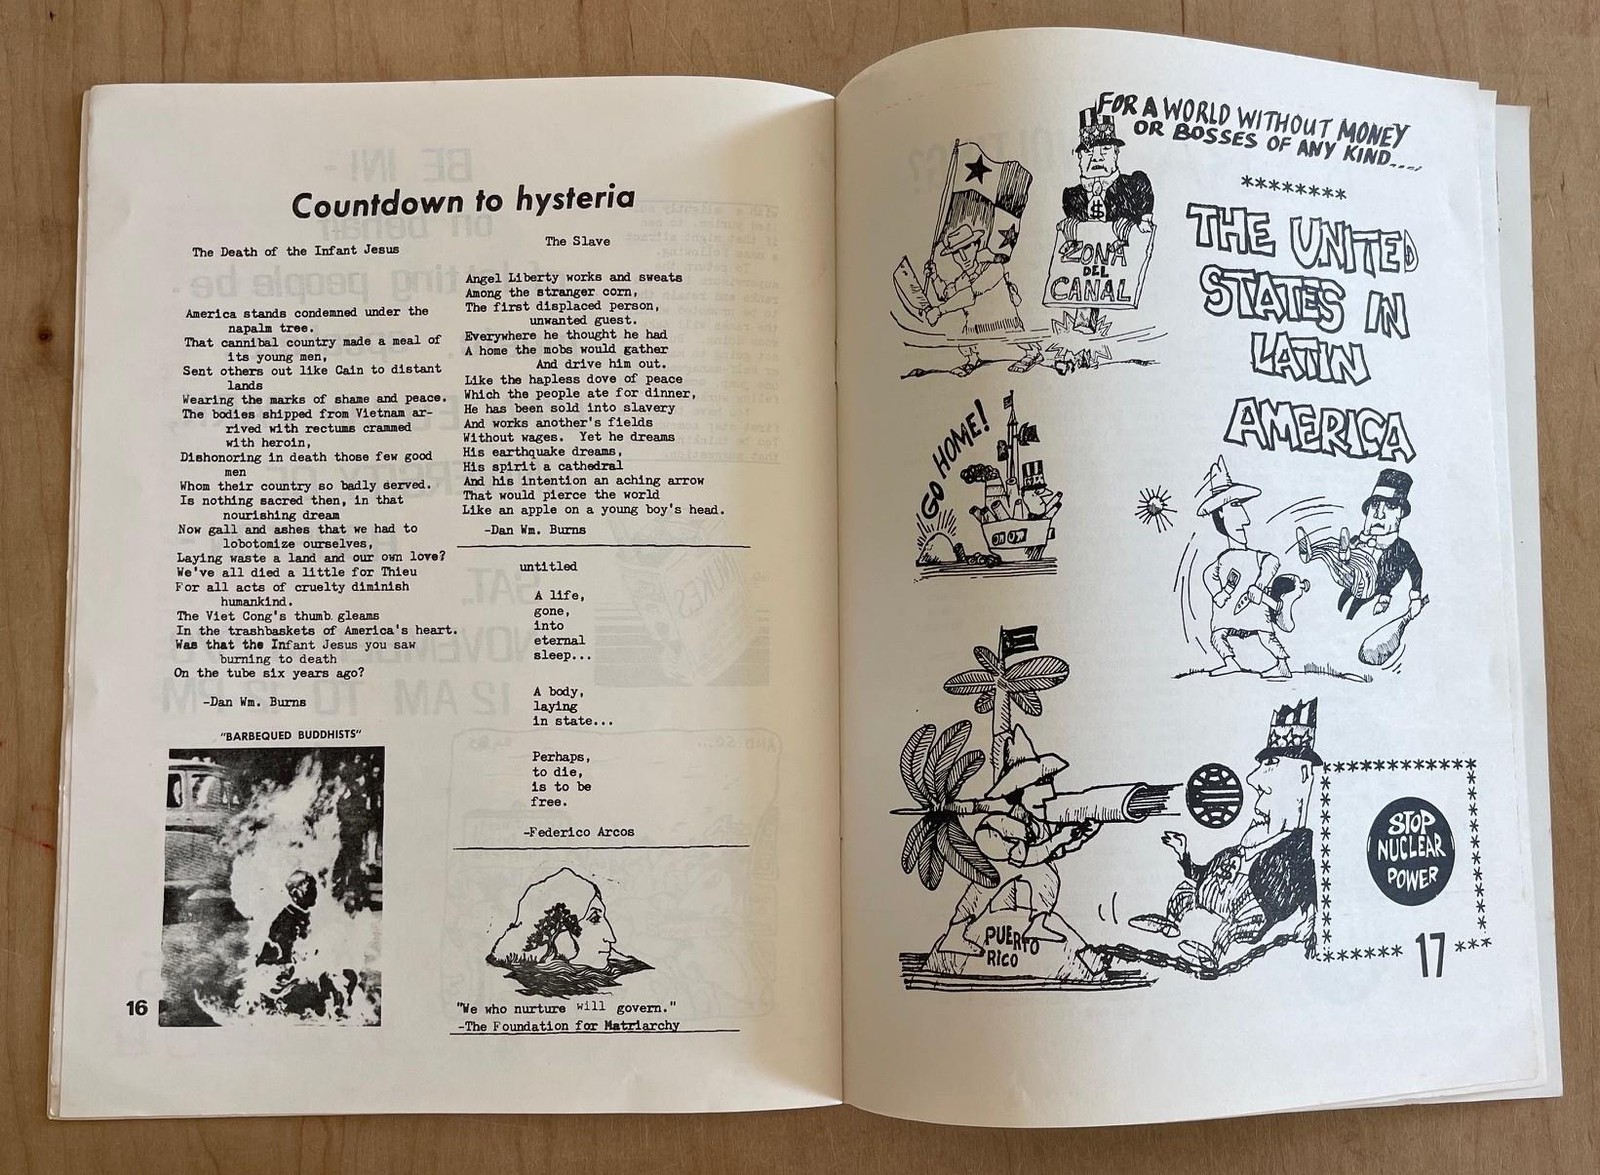 Countdown to hysteria
The Death of the Infant Jesus
America stands condemned under the
napalm tree.
That cannibal country made a meal of
its young men,
Sent others out like Cain to distant
lands
Wearing the marks of shame and peace.
The bodies shipped from Vietnam ar-
rived with rectums crammed
with heroin,
Dishonoring in death those few good
men
Whom their country so badly served.
Is nothing sacred then, in that
nourishing dream
Now gall and ashes that we had to
lobotomize ourselves,
Laying waste a land and our own love?
We've all died a little for Thieu
For all acts of cruelty diminish
humankind.
The Viet Cong's thumb gleams
In the trashbaskets of America's heart.
Was that the Infant Jesus you saw
burning to death
On the tube six years ago?
-Dan Wm. Burns
"BARBEQUED BUDDHISTS"
16
The Slave
Angel Liberty works and sweats
Among the stranger corn,
The first displaced person,
unwanted guest.
Everywhere he thought he had
A home the mobs would gather
And drive him out.
Like the hapless dove of peace
Which the people ate for dinner,
He has been sold into slavery
And works another's fields
Without wages. Yet he dreams
His earthquake dreams,
His spirit a cathedral
And his intention an aching arrow
That would pierce the world
Like an apple on a young boy's head.
-Dan Wm. Burns
untitled
A life,
gone,
into
eternal
sleep...
A body,
laying
in state...
Perhaps,
to die,
is to be
free.
-Federico Arcos
"We who nurture will govern."
-The Foundation for Matriarchy
FOR A WORLD WITHOUT MONEY
OR BOSSES OF ANY KIND....
********
THE UNITED
STATES IN
LATIN
AMERICA
$
ZONA
DEL
CANAL
GO HOME!
PUERTO
RICO
STOP
NUCLEAR
POWER
17